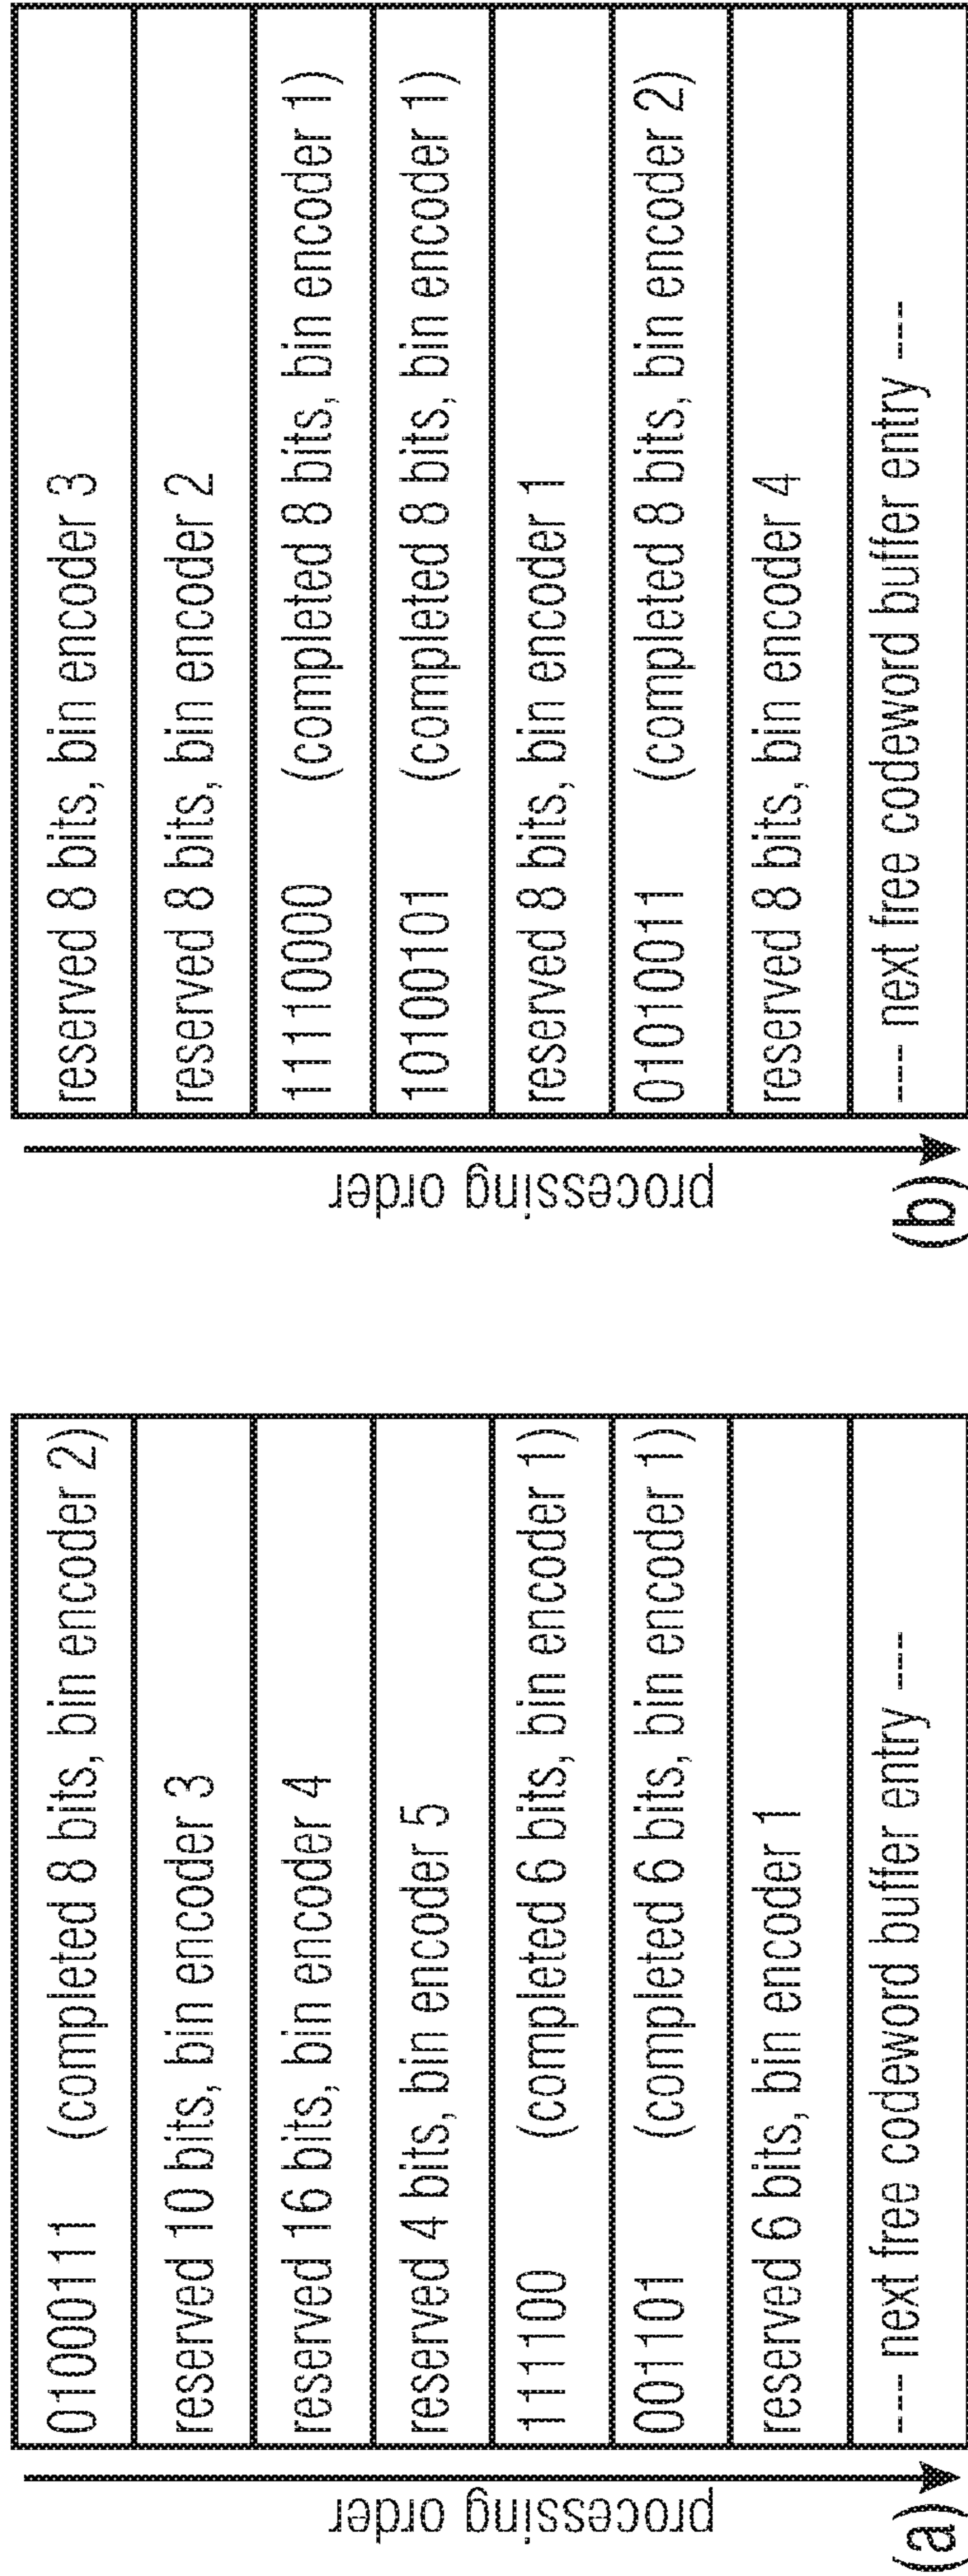 processing order
01000111 (completed 8 bits, bin encoder 2)
reserved 10 bits, bin encoder 3
reserved 16 bits, bin encoder 4
reserved 4 bits, bin encoder 5
111100 (completed 6 bits, bin encoder 1)
001101 (completed 6 bits, bin encoder 1)
reserved 6 bits, bin encoder 1
---- next free codeword buffer entry ----
(a)
processing order
reserved 8 bits, bin encoder 3
reserved 8 bits, bin encoder 2
11110000 (completed 8 bits, bin encoder 1)
10100101 (completed 8 bits, bin encoder 1)
reserved 8 bits, bin encoder 1
01010011 (completed 8 bits, bin encoder 2)
reserved 8 bits, bin encoder 4
---- next free codeword buffer entry ----
(b)